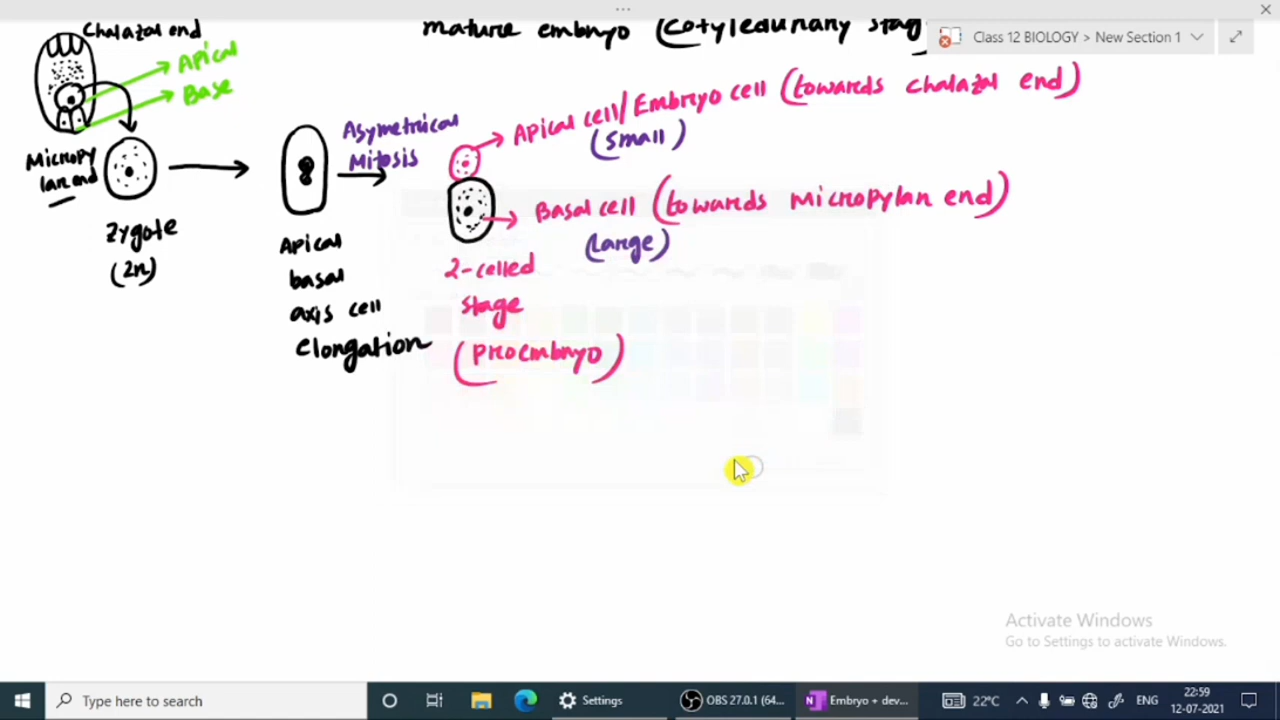 ...
Chalazal end
mature embryo (cotyledunary stag
Class 12 BIOLOGY > New Section 1
Apical
Base
Micropy
lar end
Zygote
(2n)
Apical
basal
axis cell
elongation
Asymetrical
Mitosis
Apical cell/Embryo cell (towards chalazal end)
(small)
Basal cell (towards micropylar end)
(large)
2-celled
stage
(proembryo)
Activate Windows
Go to Settings to activate Windows.
Type here to search
Settings
OBS 27.0.1 (64...
Embryo + dev...
22°C
ENG
22:59
12-07-2021